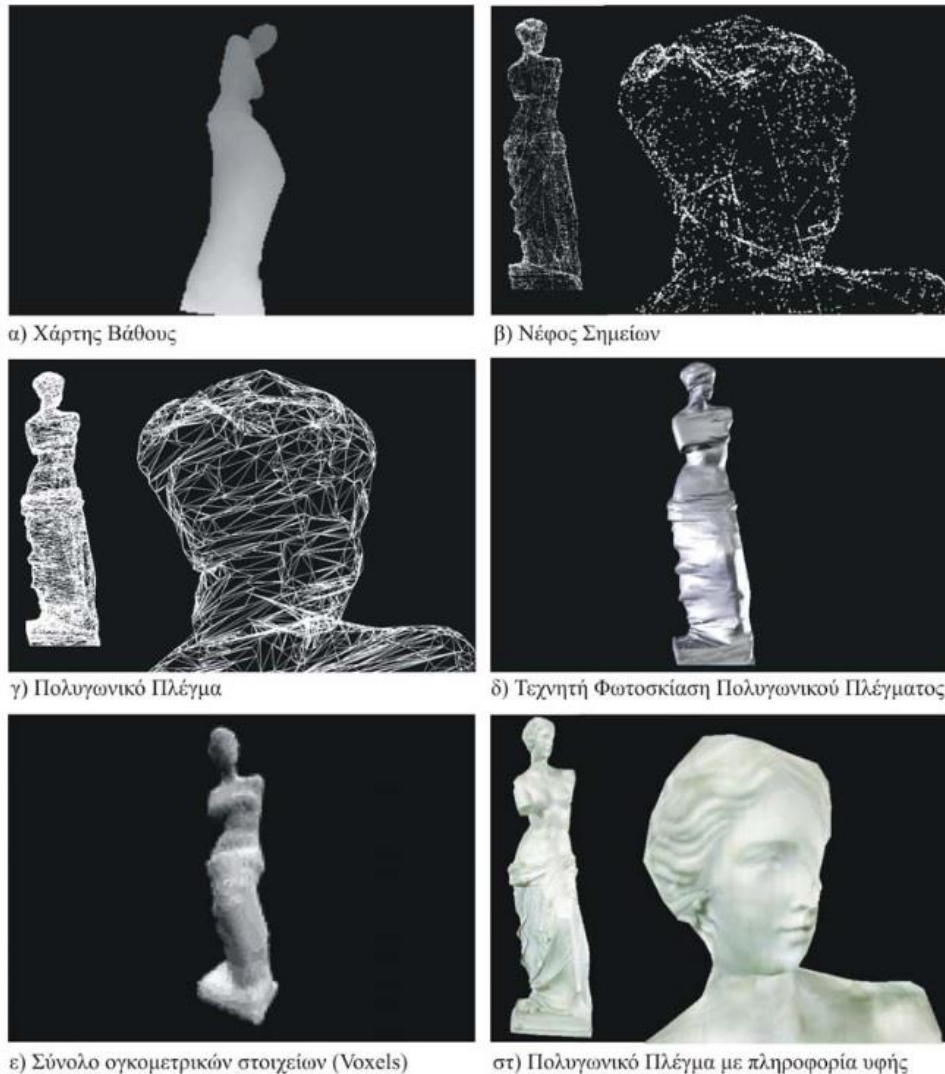 α) Χάρτης Βάθους
β) Νέφος Σημείων
γ) Πολυγωνικό Πλέγμα
δ) Τεχνητή Φωτοσκίαση Πολυγωνικού Πλέγματος
ε) Σύνολο ογκομετρικών στοιχείων (Voxels)
στ) Πολυγωνικό Πλέγμα με πληροφορία υφής